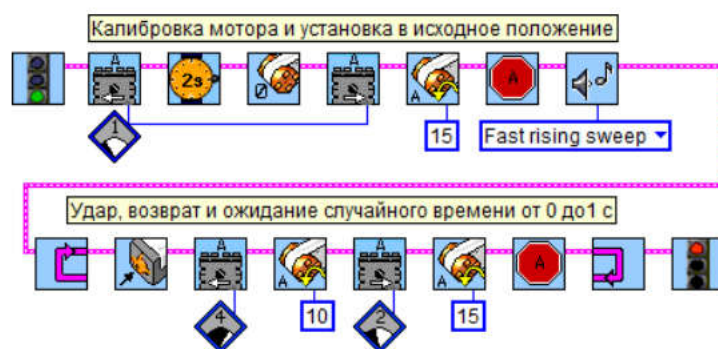 Калибровка мотора и установка в исходное положение
A 2s A A
0 A
1 15 Fast rising sweep
Удар, возврат и ожидание случайного времени от 0 до1 с
A A A
A A
4 10 2 15